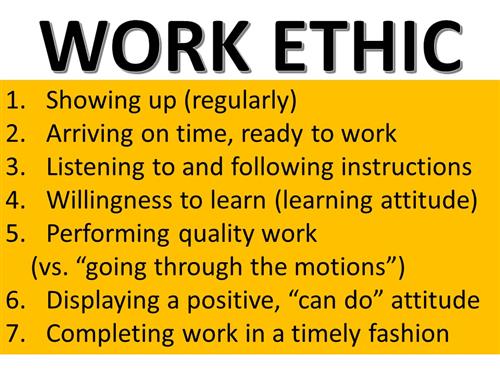 WORK ETHIC
1. Showing up (regularly)
2. Arriving on time, ready to work
3. Listening to and following instructions
4. Willingness to learn (learning attitude)
5. Performing quality work
(vs. “going through the motions”)
6. Displaying a positive, “can do” attitude
7. Completing work in a timely fashion